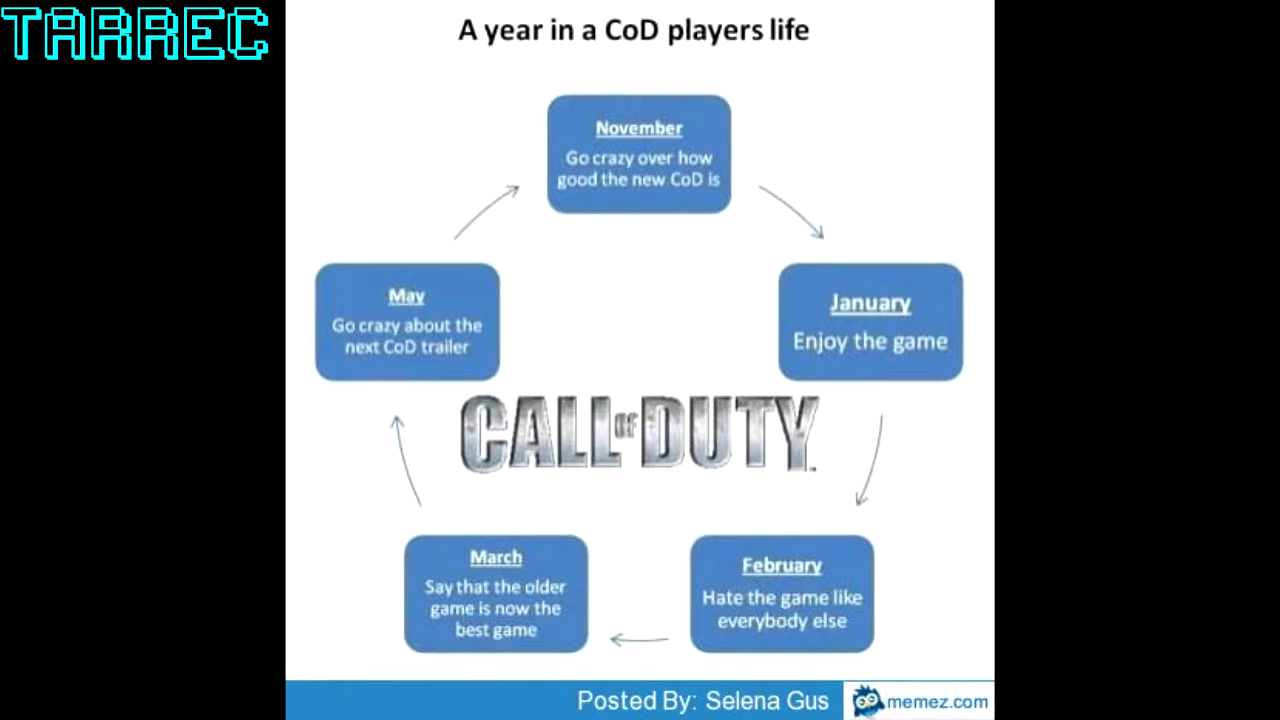 TARREC
A year in a CoD players life
November
Go crazy over how
good the new CoD is
January
Enjoy the game
February
Hate the game like
everybody else
March
Say that the older
game is now the
best game
May
Go crazy about the
next CoD trailer
CALL OF DUTY
Posted By: Selena Gus
memez.com